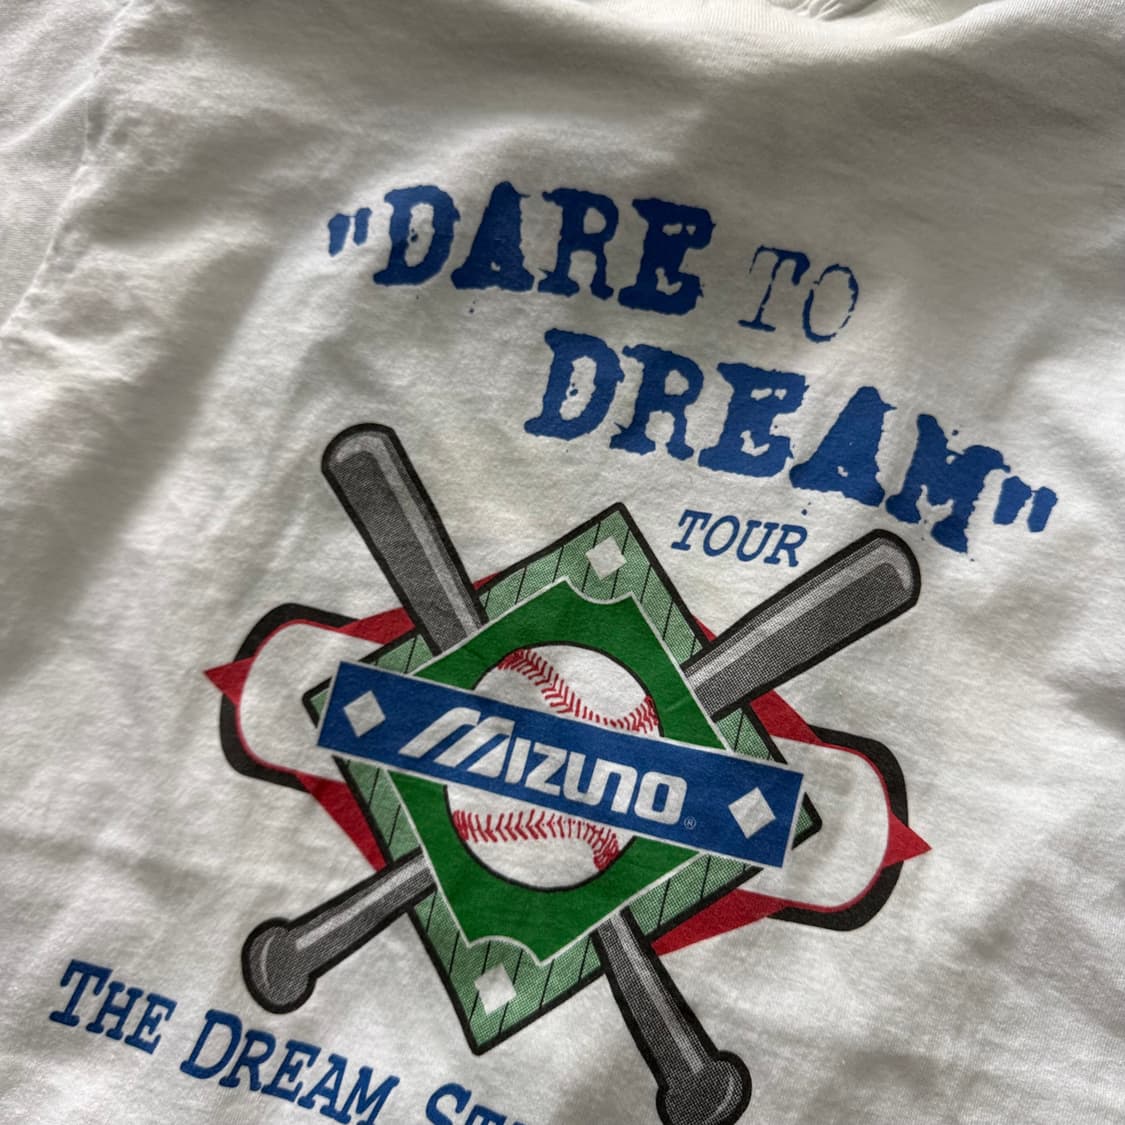 "DARE TO
DREAM"
TOUR
MIZUNO®
THE DREAM